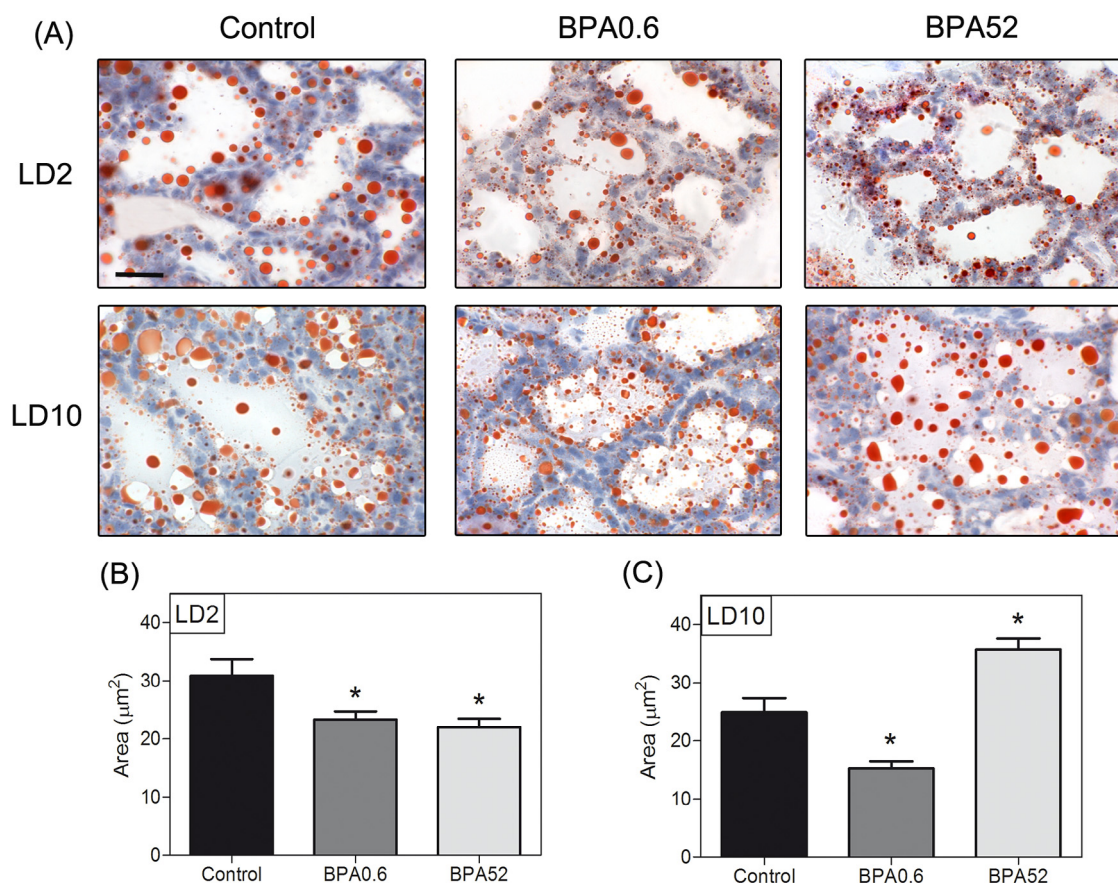 (A)
Control BPA0.6 BPA52
LD2
LD10
(B)
LD2
Area (μm²)
40
30
20
10
0
Control BPA0.6 BPA52
* *
(C)
LD10
Area (μm²)
40
30
20
10
0
Control BPA0.6 BPA52
* *